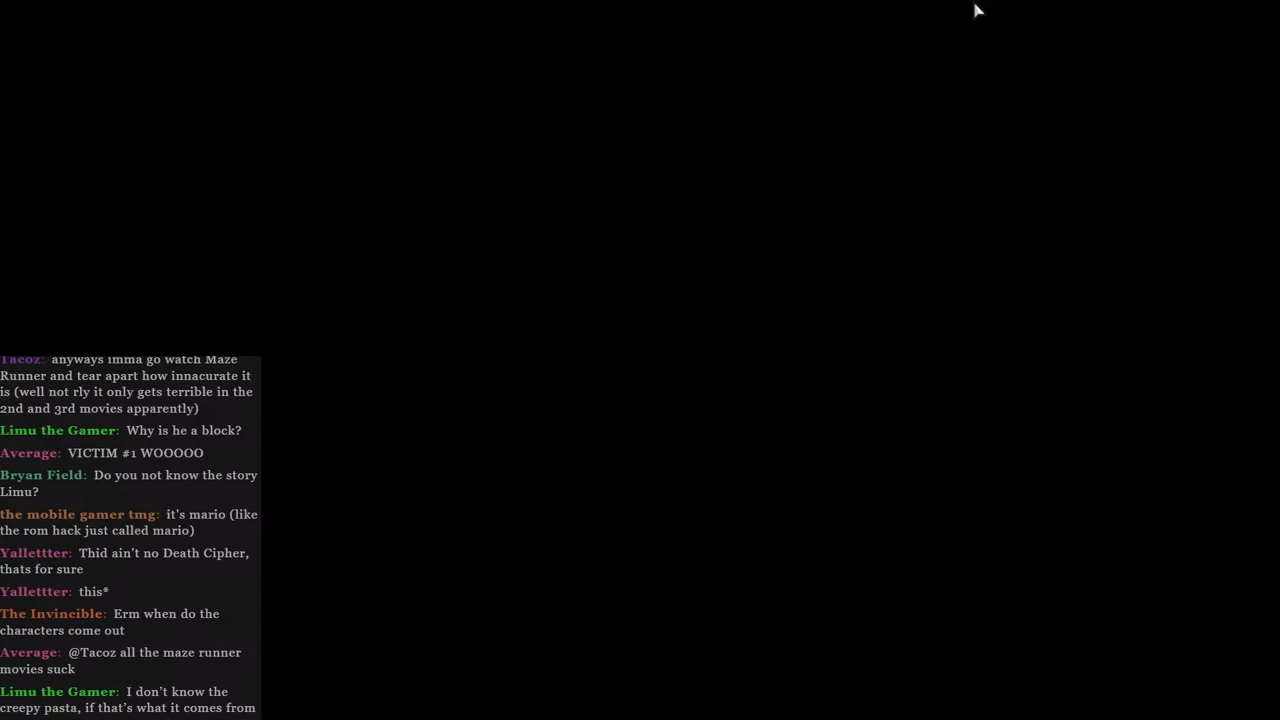 Tacoz: anyways imma go watch Maze
Runner and tear apart how innacurate it
is (well not rly it only gets terrible in the
2nd and 3rd movies apparently)
Limu the Gamer: Why is he a block?
Average: VICTIM #1 WOOOOO
Bryan Field: Do you not know the story
Limu?
the mobile gamer tmg: it's mario (like
the rom hack just called mario)
Yallettter: Thid ain't no Death Cipher,
thats for sure
Yallettter: this*
The Invincible: Erm when do the
characters come out
Average: @Tacoz all the maze runner
movies suck
Limu the Gamer: I don't know the
creepy pasta, if that's what it comes from